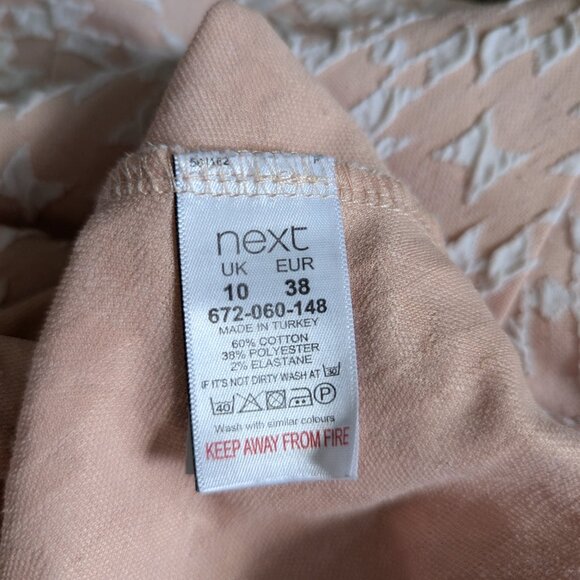 next
UK EUR
10 38
672-060-148
MADE IN TURKEY
60% COTTON
38% POLYESTER
2% ELASTANE
IF IT'S NOT DIRTY WASH AT 30
40 P
Wash with similar colours
KEEP AWAY FROM FIRE